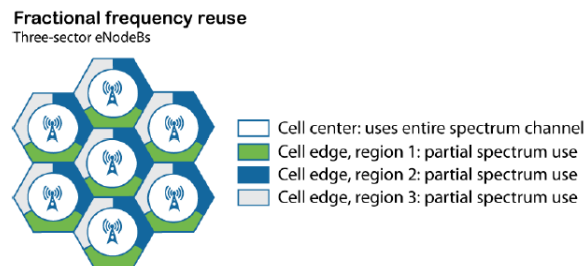 Fractional frequency reuse
Three-sector eNodeBs
Cell center: uses entire spectrum channel
Cell edge, region 1: partial spectrum use
Cell edge, region 2: partial spectrum use
Cell edge, region 3: partial spectrum use